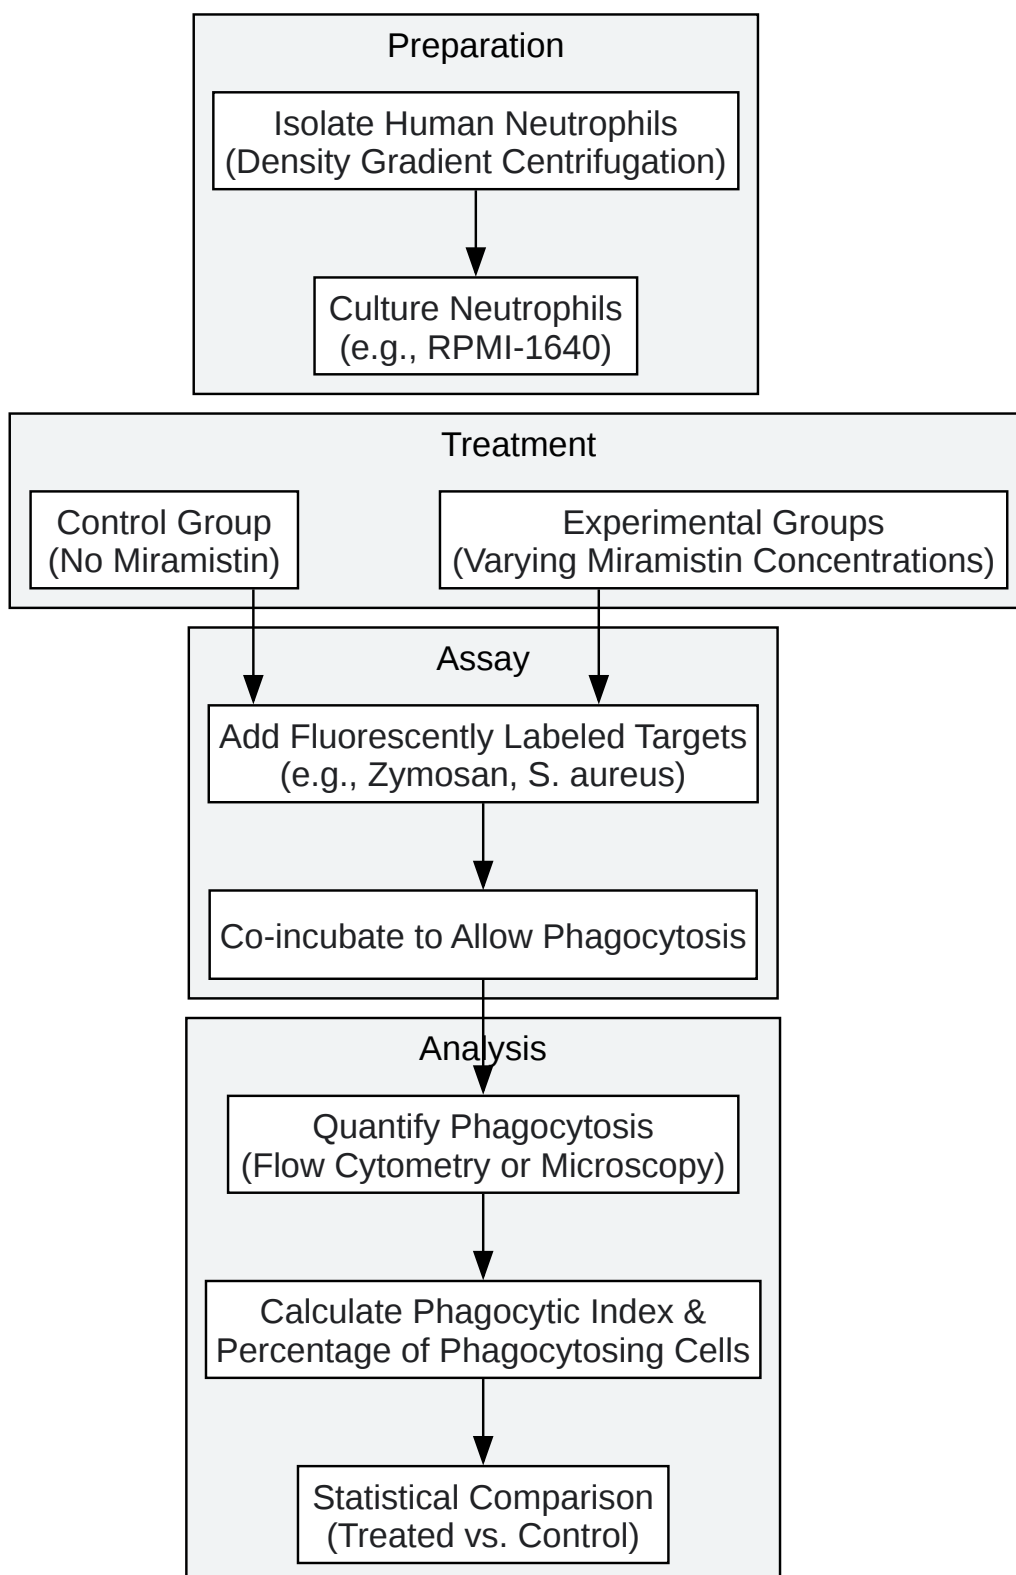 Preparation
Isolate Human Neutrophils
(Density Gradient Centrifugation)
Culture Neutrophils
(e.g., RPMI-1640)
Treatment
Control Group
(No Miramistin)
Experimental Groups
(Varying Miramistin Concentrations)
Assay
Add Fluorescently Labeled Targets
(e.g., Zymosan, S. aureus)
Co-incubate to Allow Phagocytosis
Analysis
Quantify Phagocytosis
(Flow Cytometry or Microscopy)
Calculate Phagocytic Index &
Percentage of Phagocytosing Cells
Statistical Comparison
(Treated vs. Control)